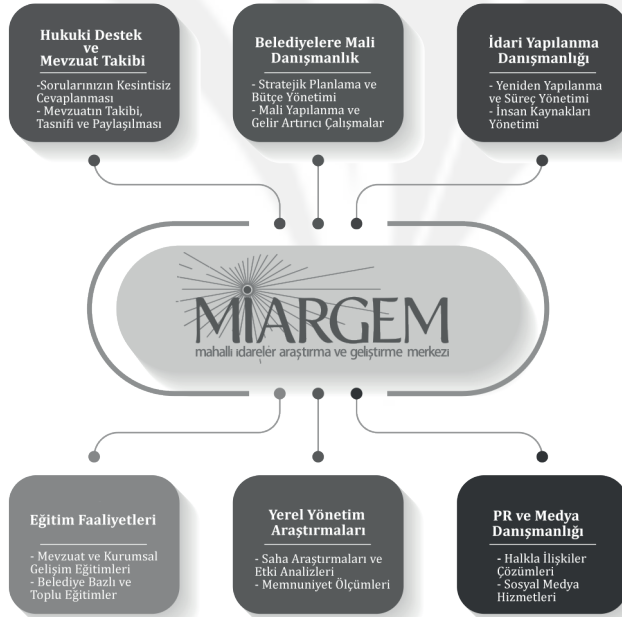 Hukuki Destek
ve
Mevzuat Takibi
-Sorularınızın Kesintisiz
Cevaplanması
- Mevzuatın Takibi,
Tasnifi ve Paylaşılması
Belediyelere Mali
Danışmanlık
- Stratejik Planlama ve
Bütçe Yönetimi
- Mali Yapılanma ve
Gelir Artırıcı Çalışmalar
İdari Yapılanma
Danışmanlığı
- Yeniden Yapılanma
ve Süreç Yönetimi
- İnsan Kaynakları
Yönetimi
MİARGEM
mahalli idareler araştırma ve geliştirme merkezi
Eğitim Faaliyetleri
- Mevzuat ve Kurumsal
Gelişim Eğitimleri
- Belediye Bazlı ve
Toplu Eğitimler
Yerel Yönetim
Araştırmaları
- Saha Araştırmaları ve
Etki Analizleri
- Memnuniyet Ölçümleri
PR ve Medya
Danışmanlığı
- Halkla İlişkiler
Çözümleri
- Sosyal Medya
Hizmetleri